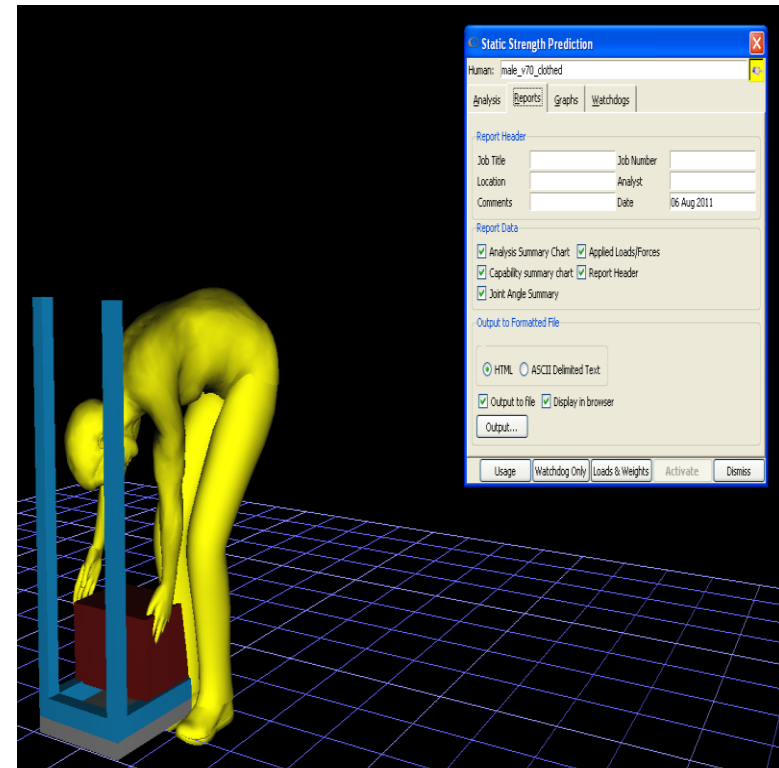 Static Strength Prediction
Human: male_v70_clothed
Analysis Reports Graphs Watchdogs
Report Header
Job Title Job Number
Location Analyst
Comments Date 06 Aug 2011
Report Data
Analysis Summary Chart Applied Loads/Forces
Capability summary chart Report Header
Joint Angle Summary
Output to Formatted File
HTML ASCII Delimited Text
Output to file Display in browser
Output...
Usage Watchdog Only Loads & Weights Activate Dismiss